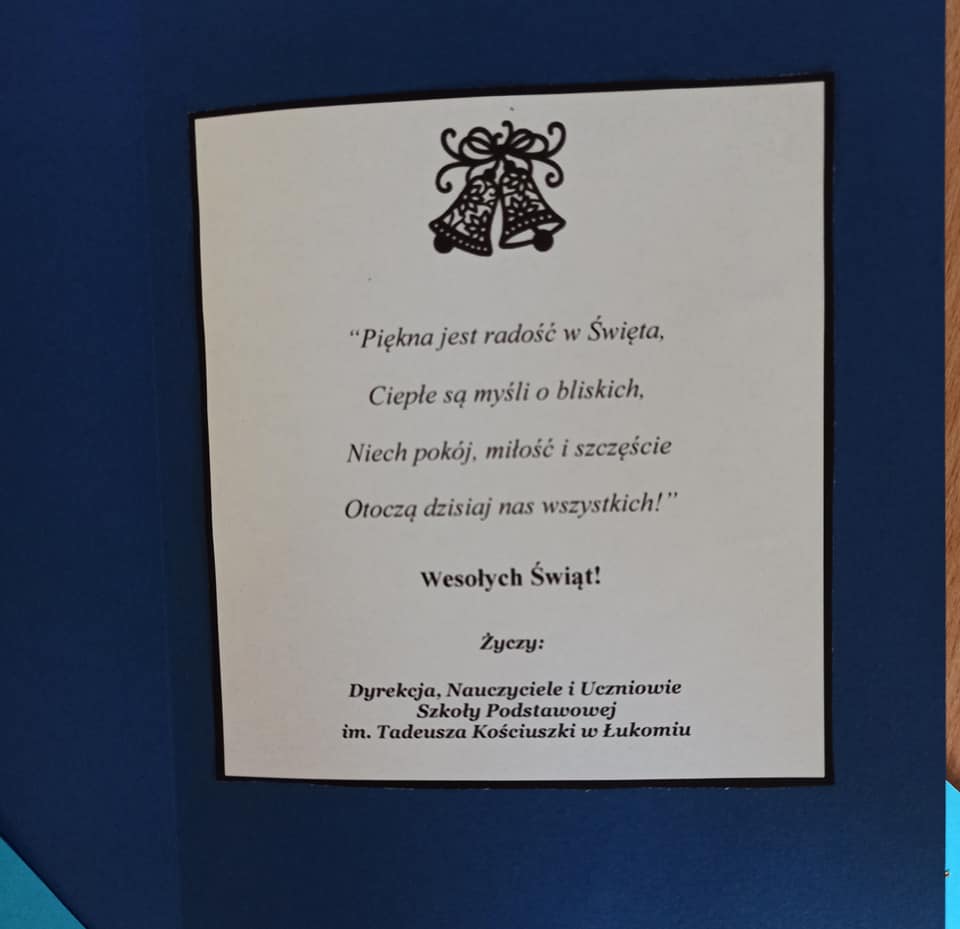 “Piękna jest radość w Święta,
Ciepłe są myśli o bliskich,
Niech pokój, miłość i szczęście
Otoczą dzisiaj nas wszystkich!”
Wesołych Świąt!
Życzy:
Dyrekcja, Nauczyciele i Uczniowie
Szkoły Podstawowej
im. Tadeusza Kościuszki w Łukomiu